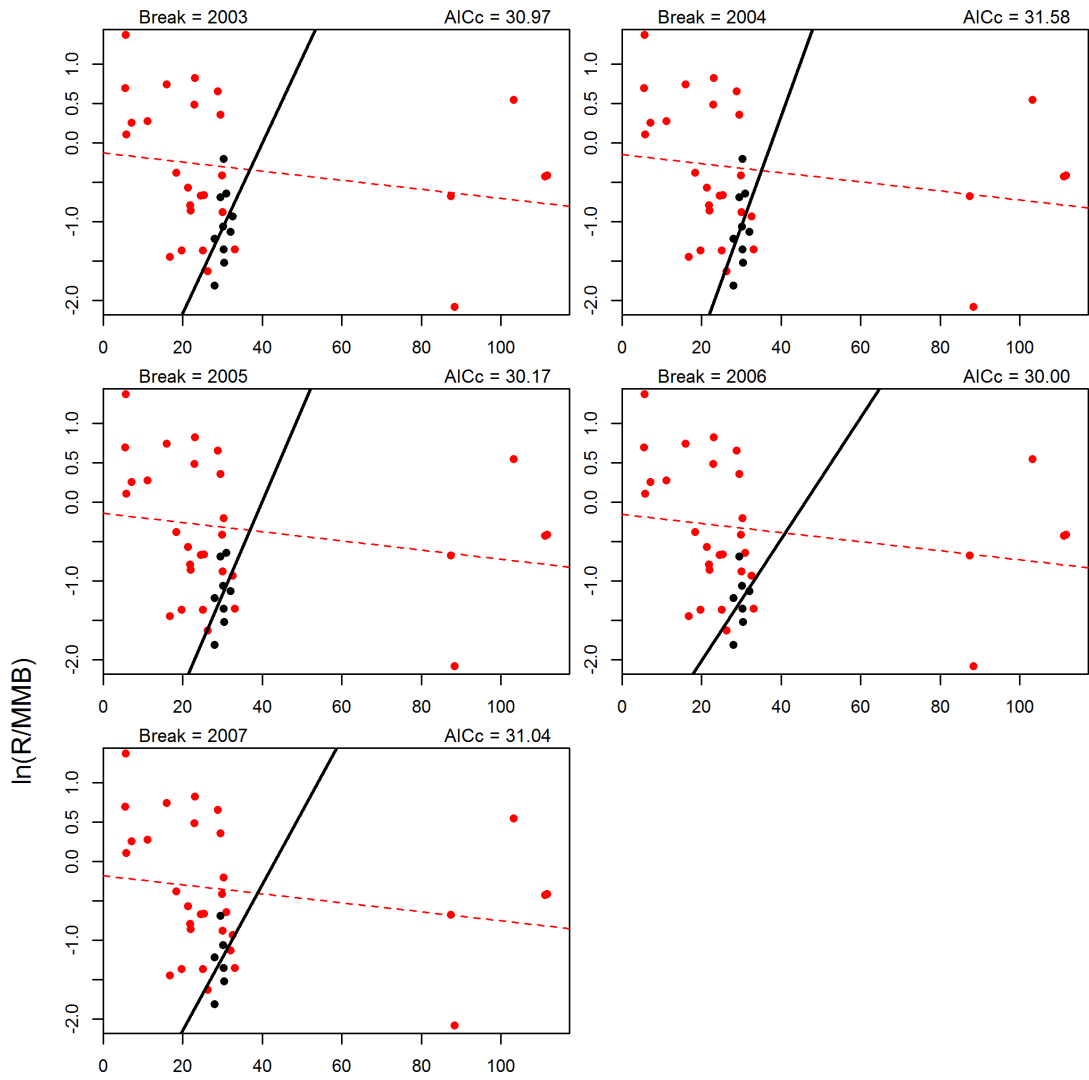 Break = 2003 AICc = 30.97
1.0
0.5
0.0
-1.0
-2.0
0 20 40 60 80 100
Break = 2004 AICc = 31.58
1.0
0.5
0.0
-1.0
-2.0
0 20 40 60 80 100
Break = 2005 AICc = 30.17
1.0
0.5
0.0
-1.0
-2.0
0 20 40 60 80 100
Break = 2006 AICc = 30.00
1.0
0.5
0.0
-1.0
-2.0
0 20 40 60 80 100
Break = 2007 AICc = 31.04
1.0
0.5
0.0
-1.0
-2.0
0 20 40 60 80 100
ln(R/MMB)